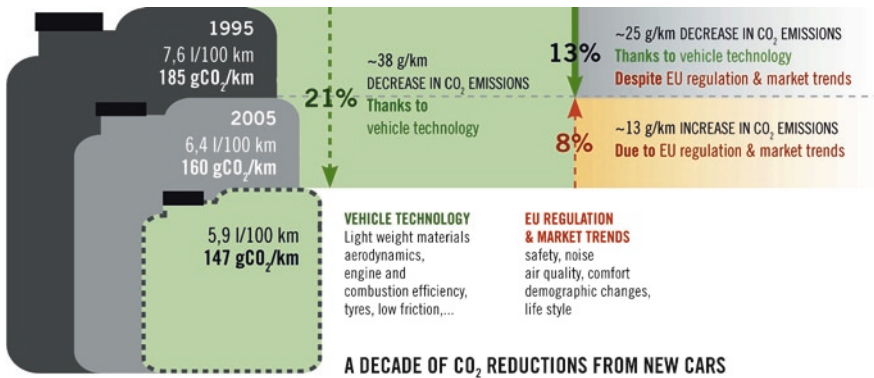 1995
7,6 l/100 km
185 gCO₂/km
2005
6,4 l/100 km
160 gCO₂/km
5,9 l/100 km
147 gCO₂/km
21%
~38 g/km
DECREASE IN CO₂ EMISSIONS
Thanks to
vehicle technology
13%
~25 g/km DECREASE IN CO₂ EMISSIONS
Thanks to vehicle technology
Despite EU regulation & market trends
8%
~13 g/km INCREASE IN CO₂ EMISSIONS
Due to EU regulation & market trends
VEHICLE TECHNOLOGY
Light weight materials
aerodynamics,
engine and
combustion efficiency,
tyres, low friction,...
EU REGULATION
& MARKET TRENDS
safety, noise
air quality, comfort
demographic changes,
life style
A DECADE OF CO₂ REDUCTIONS FROM NEW CARS